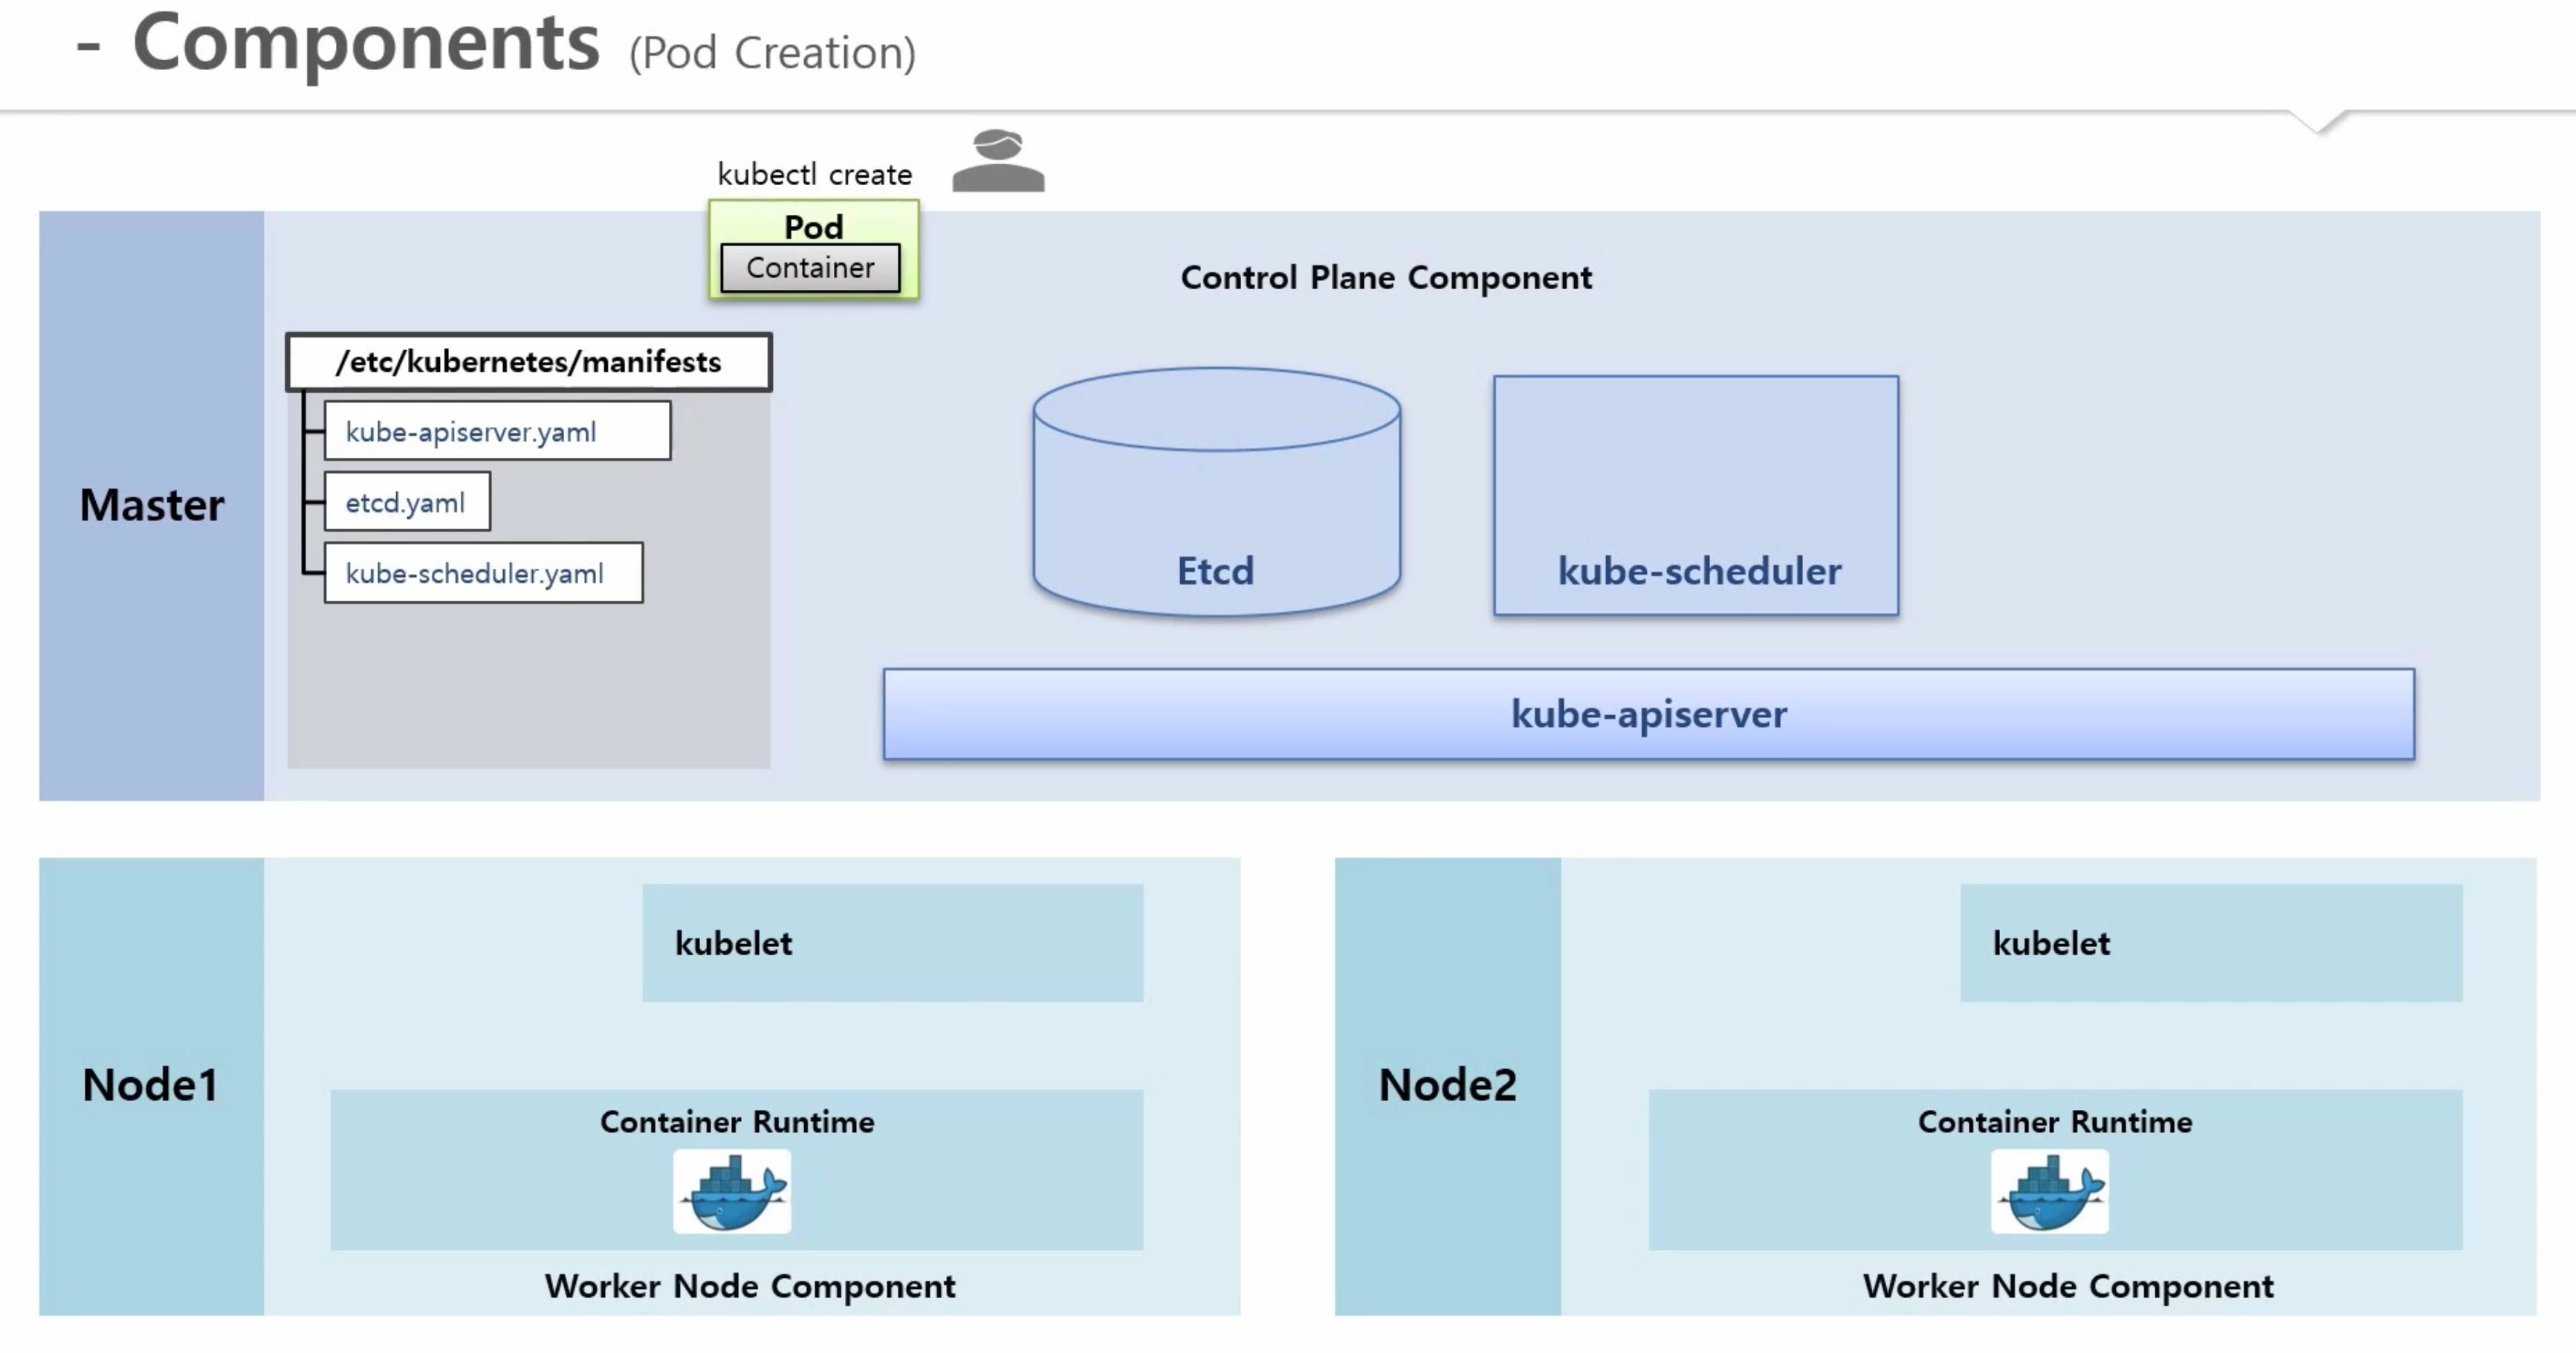 - Components (Pod Creation)
kubectl create
Pod
Container
Control Plane Component
/etc/kubernetes/manifests
kube-apiserver.yaml
etcd.yaml
kube-scheduler.yaml
Master
Etcd
kube-scheduler
kube-apiserver
Node1
kubelet
Container Runtime
Worker Node Component
Node2
kubelet
Container Runtime
Worker Node Component